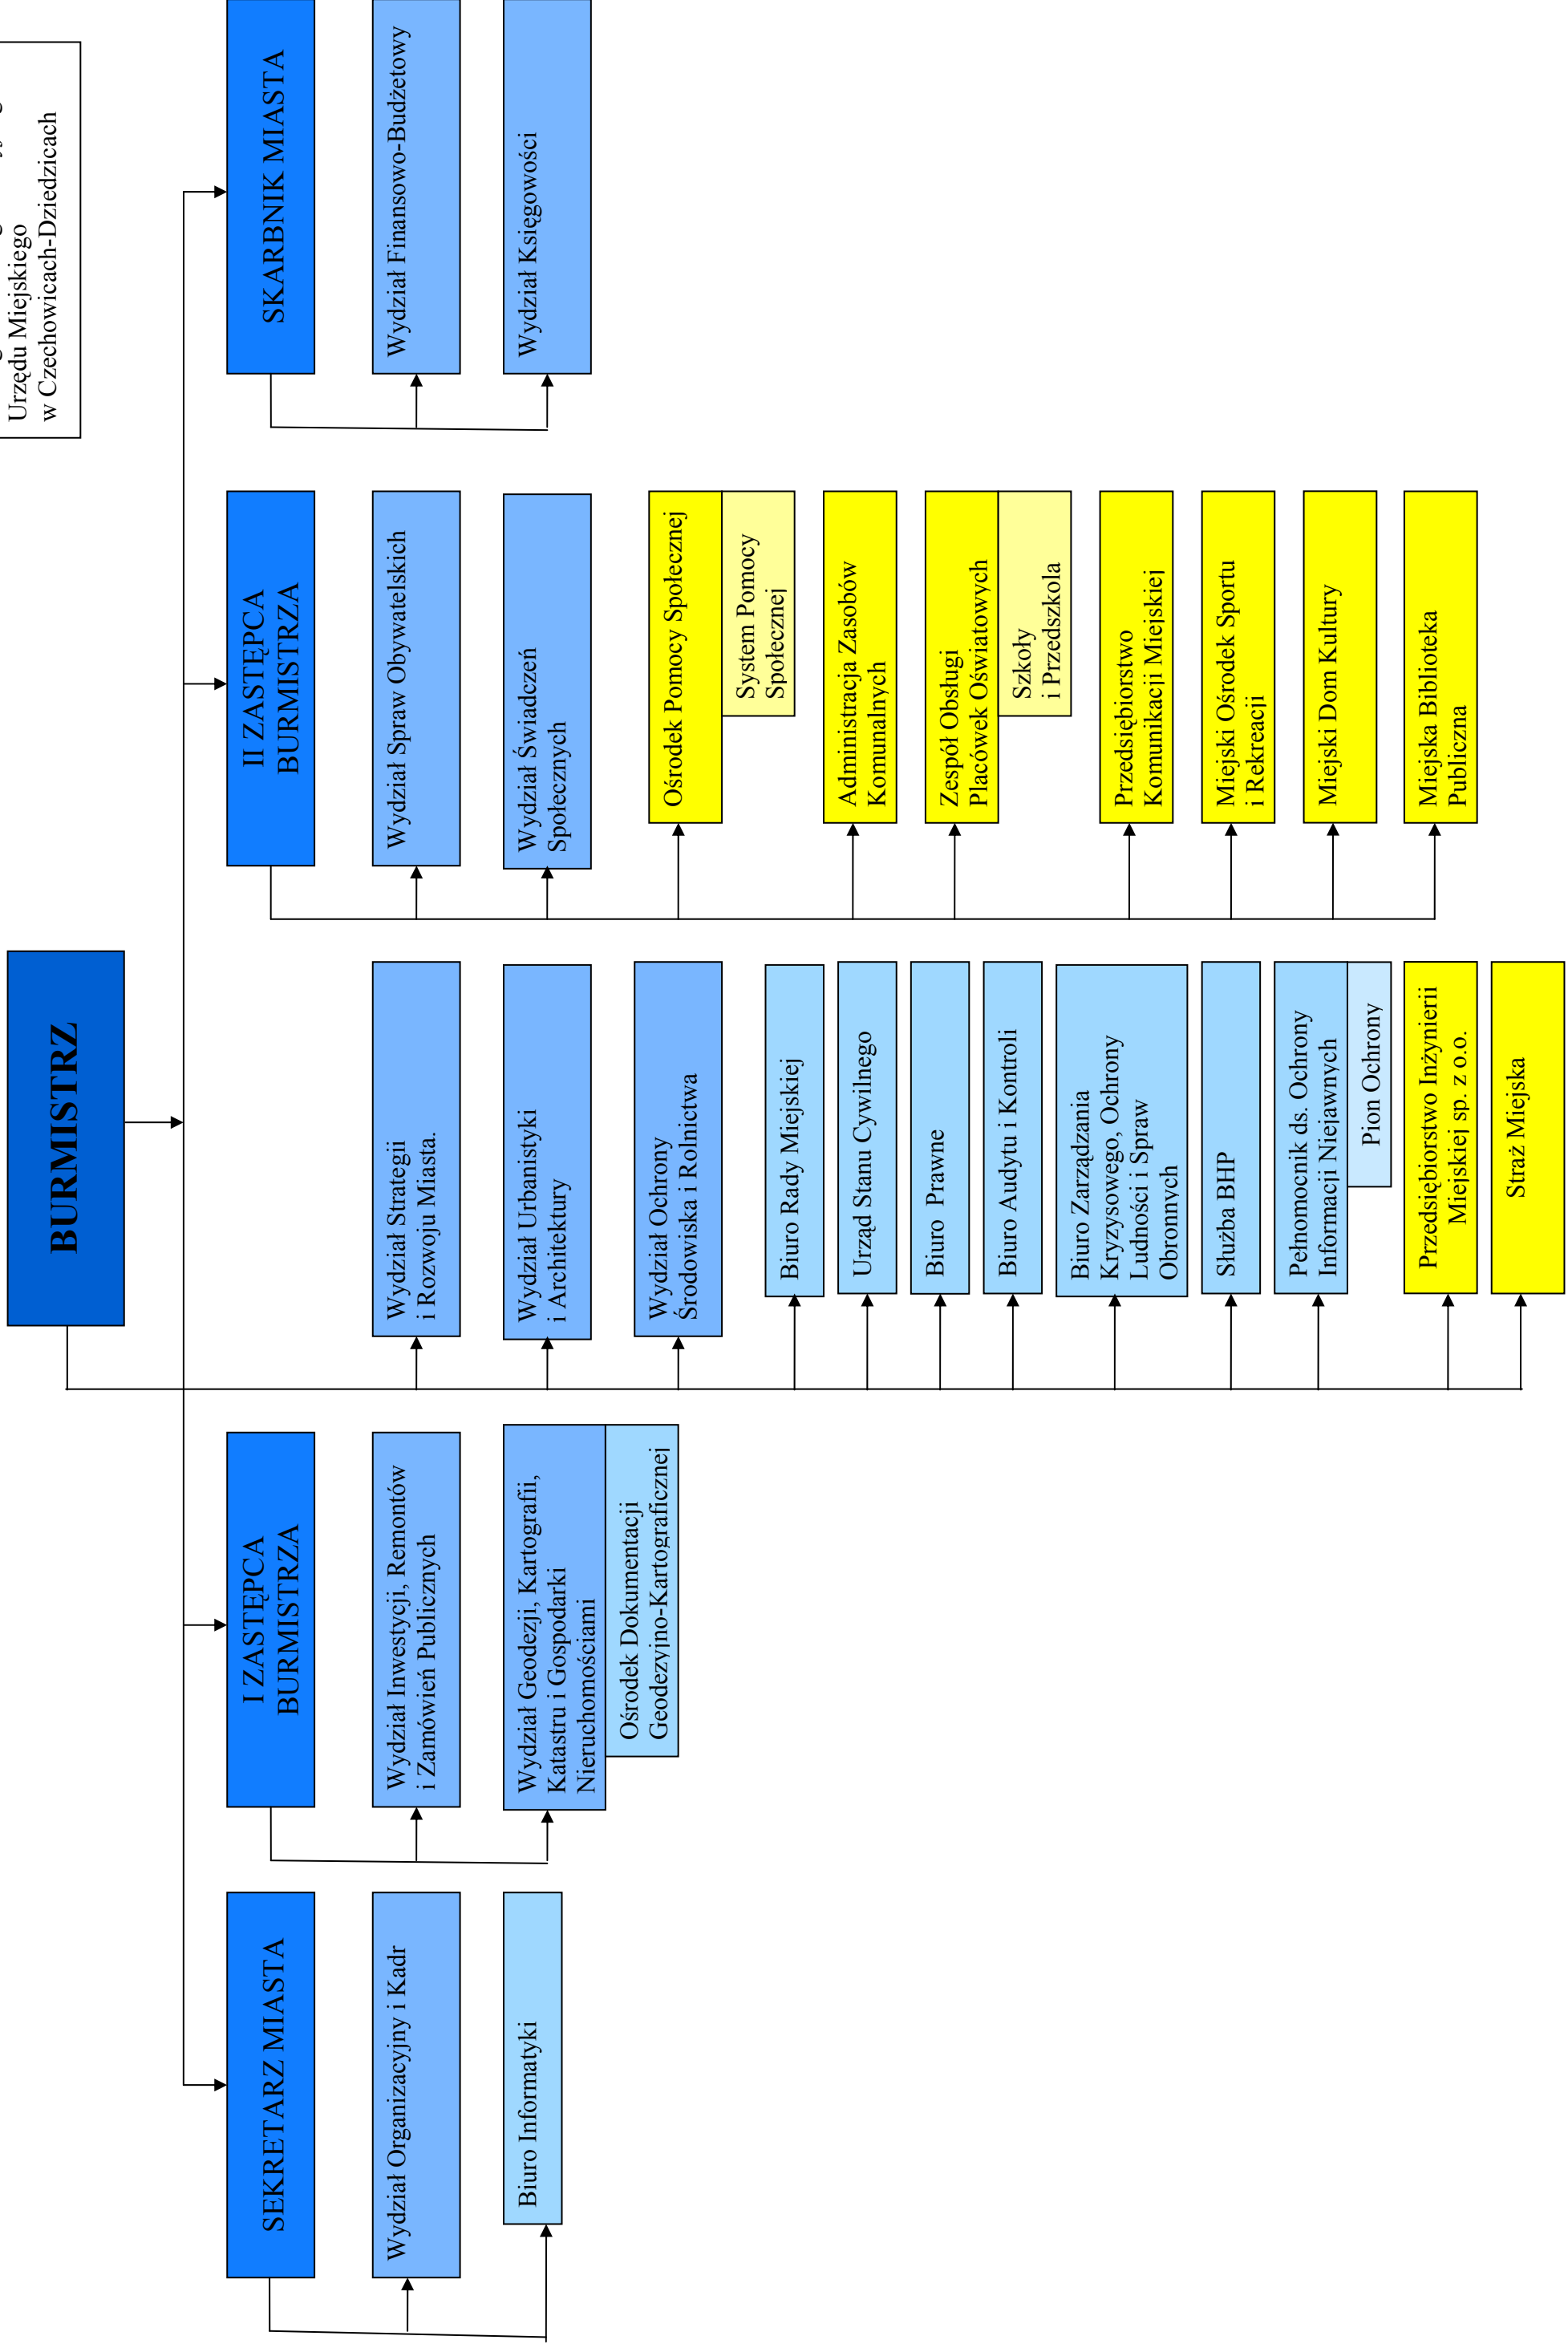 Urzędu Miejskiego
w Czechowicach-Dziedzicach
BURMISTRZ
SEKRETARZ MIASTA
I ZASTĘPCA
BURMISTRZA
II ZASTĘPCA
BURMISTRZA
SKARBNIK MIASTA
Wydział Organizacyjny i Kadr
Biuro Informatyki
Wydział Inwestycji, Remontów
i Zamówień Publicznych
Wydział Geodezji, Kartografii,
Katastru i Gospodarki
Nieruchomościami
Ośrodek Dokumentacji
Geodezyjno-Kartograficznej
Wydział Strategii
i Rozwoju Miasta.
Wydział Urbanistyki
i Architektury
Wydział Ochrony
Środowiska i Rolnictwa
Biuro Rady Miejskiej
Urząd Stanu Cywilnego
Biuro Prawne
Biuro Audytu i Kontroli
Biuro Zarządzania
Kryzysowego, Ochrony
Ludności i Spraw
Obronnych
Służba BHP
Pełnomocnik ds. Ochrony
Informacji Niejawnych
Pion Ochrony
Przedsiębiorstwo Inżynierii
Miejskiej sp. z o.o.
Straż Miejska
Wydział Spraw Obywatelskich
Wydział Świadczeń
Społecznych
Ośrodek Pomocy Społecznej
System Pomocy
Społecznej
Administracja Zasobów
Komunalnych
Zespół Obsługi
Placówek Oświatowych
Szkoły
i Przedszkola
Przedsiębiorstwo
Komunikacji Miejskiej
Miejski Ośrodek Sportu
i Rekreacji
Miejski Dom Kultury
Miejska Biblioteka
Publiczna
Wydział Finansowo-Budżetowy
Wydział Księgowości